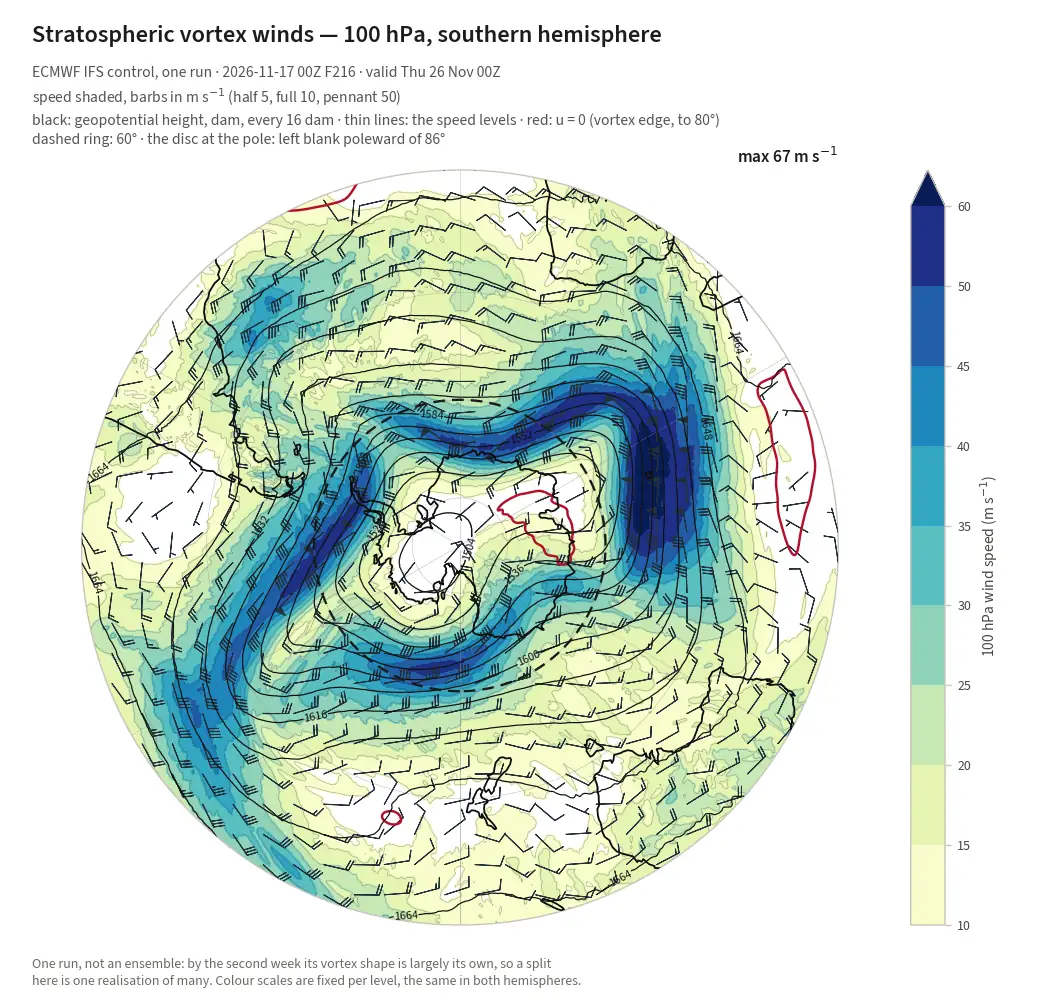 Stratospheric vortex winds — 100 hPa, southern hemisphere
ECMWF IFS control, one run · 2026-11-17 00Z F216 · valid Thu 26 Nov 00Z
speed shaded, barbs in m s⁻¹ (half 5, full 10, pennant 50)
black: geopotential height, dam, every 16 dam · thin lines: the speed levels · red: u = 0 (vortex edge, to 80°)
dashed ring: 60° · the disc at the pole: left blank poleward of 86°
max 67 m s⁻¹
60
50
45
40
35
30
25
20
15
10
100 hPa wind speed (m s⁻¹)
1664
1584
1552
1648
1664
1632
1504
1536
1664
1600
1616
1664
1664
One run, not an ensemble: by the second week its vortex shape is largely its own, so a split
here is one realisation of many. Colour scales are fixed per level, the same in both hemispheres.